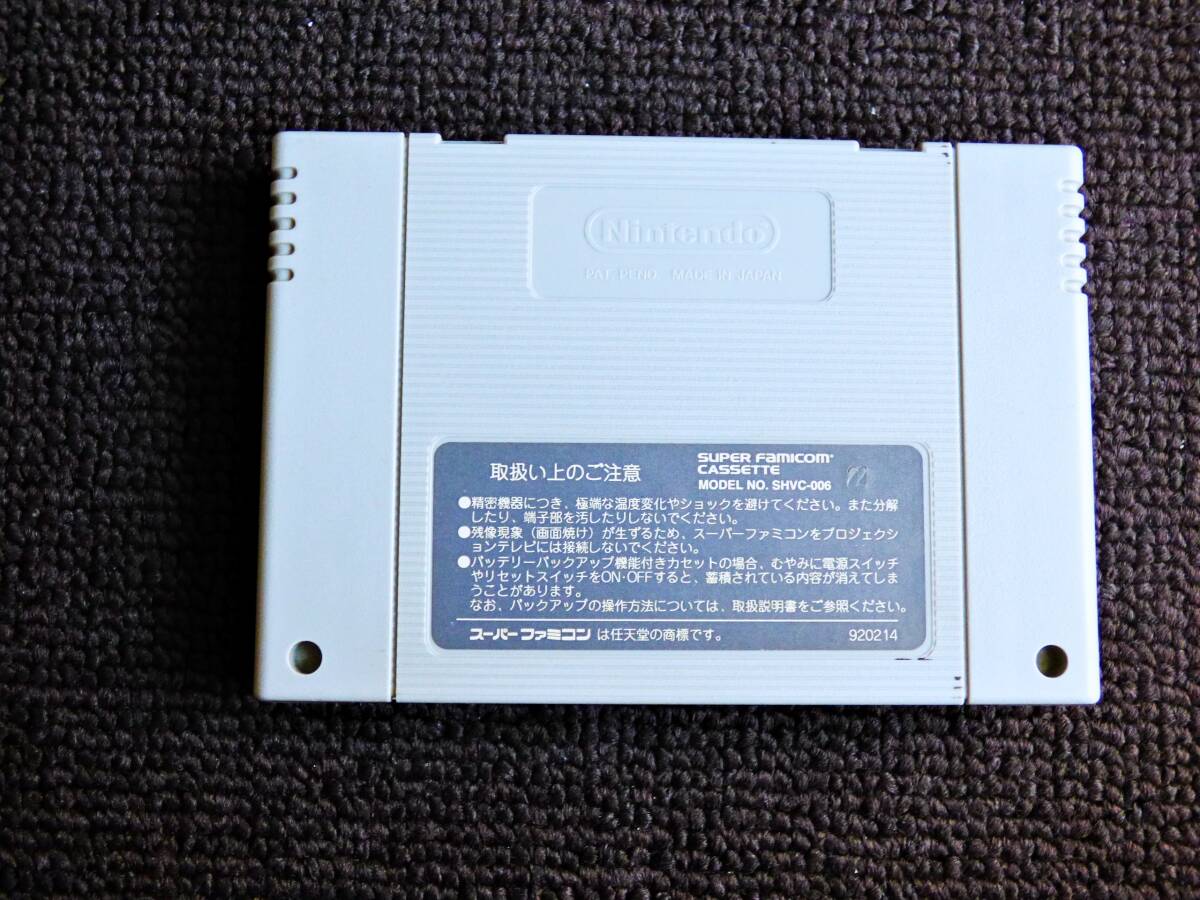 Nintendo
PAT. PEND. MADE IN JAPAN
取扱い上のご注意
SUPER FAMICOM
CASSETTE
MODEL NO. SHVC-006
●精密機器につき、極端な温度変化やショックを避けてください。また分解
したり、端子部を汚したりしないでください。
●残像現象（画面焼け）が生ずるため、スーパーファミコンをプロジェクシ
ョンテレビには接続しないでください。
●バッテリーバックアップ機能付きカセットの場合、むやみに電源スイッチ
やリセットスイッチをON・OFFすると、蓄積されている内容が消えてしま
うことがあります。
なお、バックアップの操作方法については、取扱説明書をご参照ください。
スーパーファミコン は任天堂の商標です。
920214